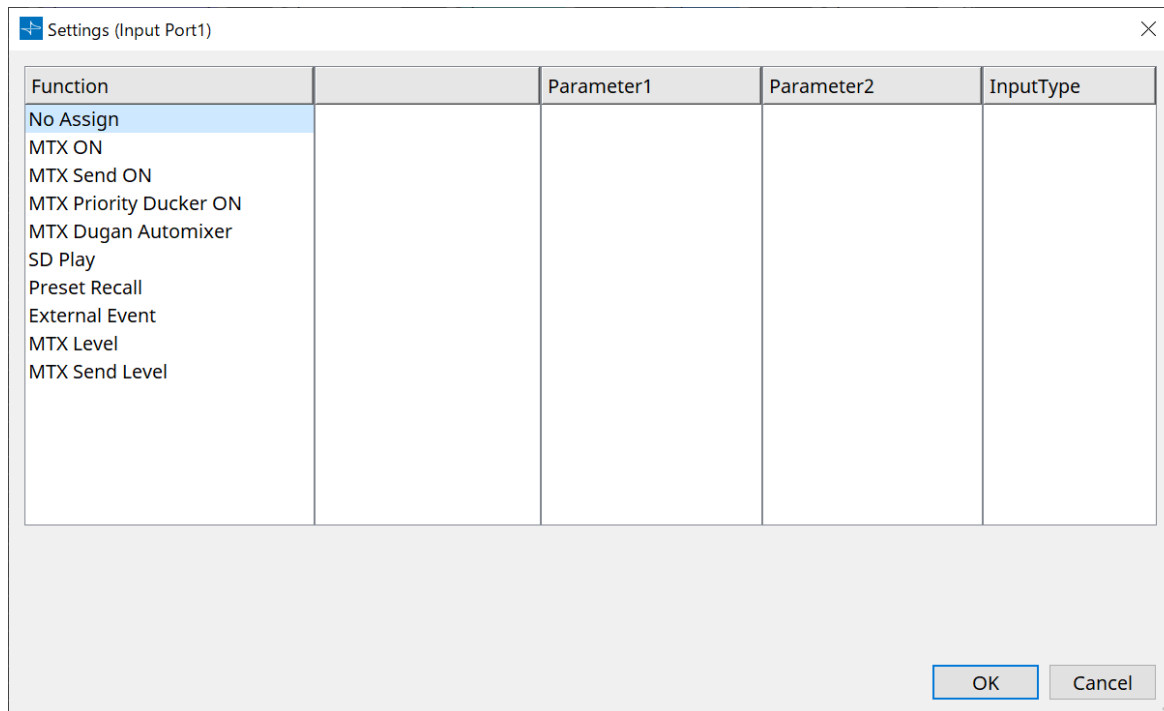 Settings (Input Port1)
Function Parameter1 Parameter2 InputType
No Assign
MTX ON
MTX Send ON
MTX Priority Ducker ON
MTX Dugan Automixer
SD Play
Preset Recall
External Event
MTX Level
MTX Send Level
OK Cancel